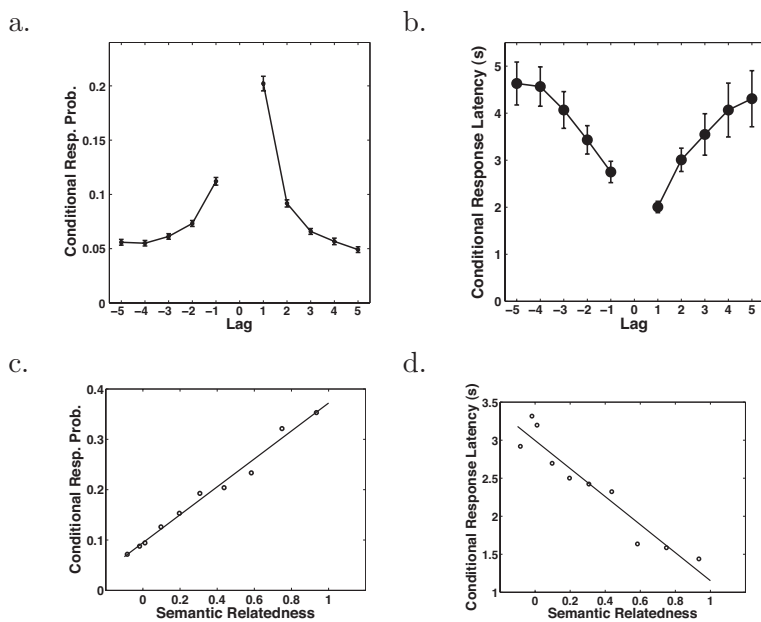 a.
Conditional Resp. Prob.
0.2
0.15
0.1
0.05
0
−5 −4 −3 −2 −1 0 1 2 3 4 5
Lag
b.
Conditional Response Latency (s)
5
4
3
2
1
0
−5 −4 −3 −2 −1 0 1 2 3 4 5
Lag
c.
Conditional Resp. Prob.
0.4
0.3
0.2
0.1
0
0 0.2 0.4 0.6 0.8 1
Semantic Relatedness
d.
Conditional Response Latency (s)
3.5
3
2.5
2
1.5
1
0 0.2 0.4 0.6 0.8 1
Semantic Relatedness